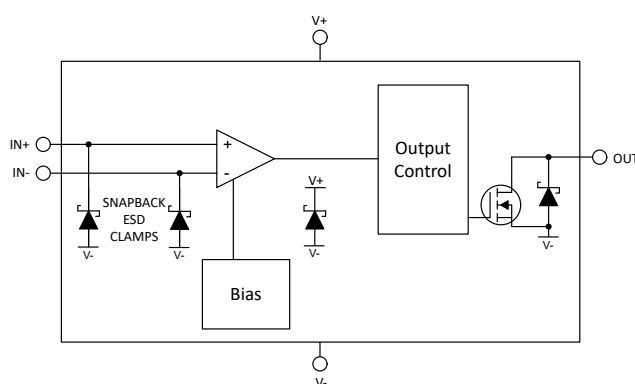 V+
IN+
IN-
+
-
Output
Control
OUT
SNAPBACK
ESD
CLAMPS
V+
V-
V-
V-
V-
Bias
V-